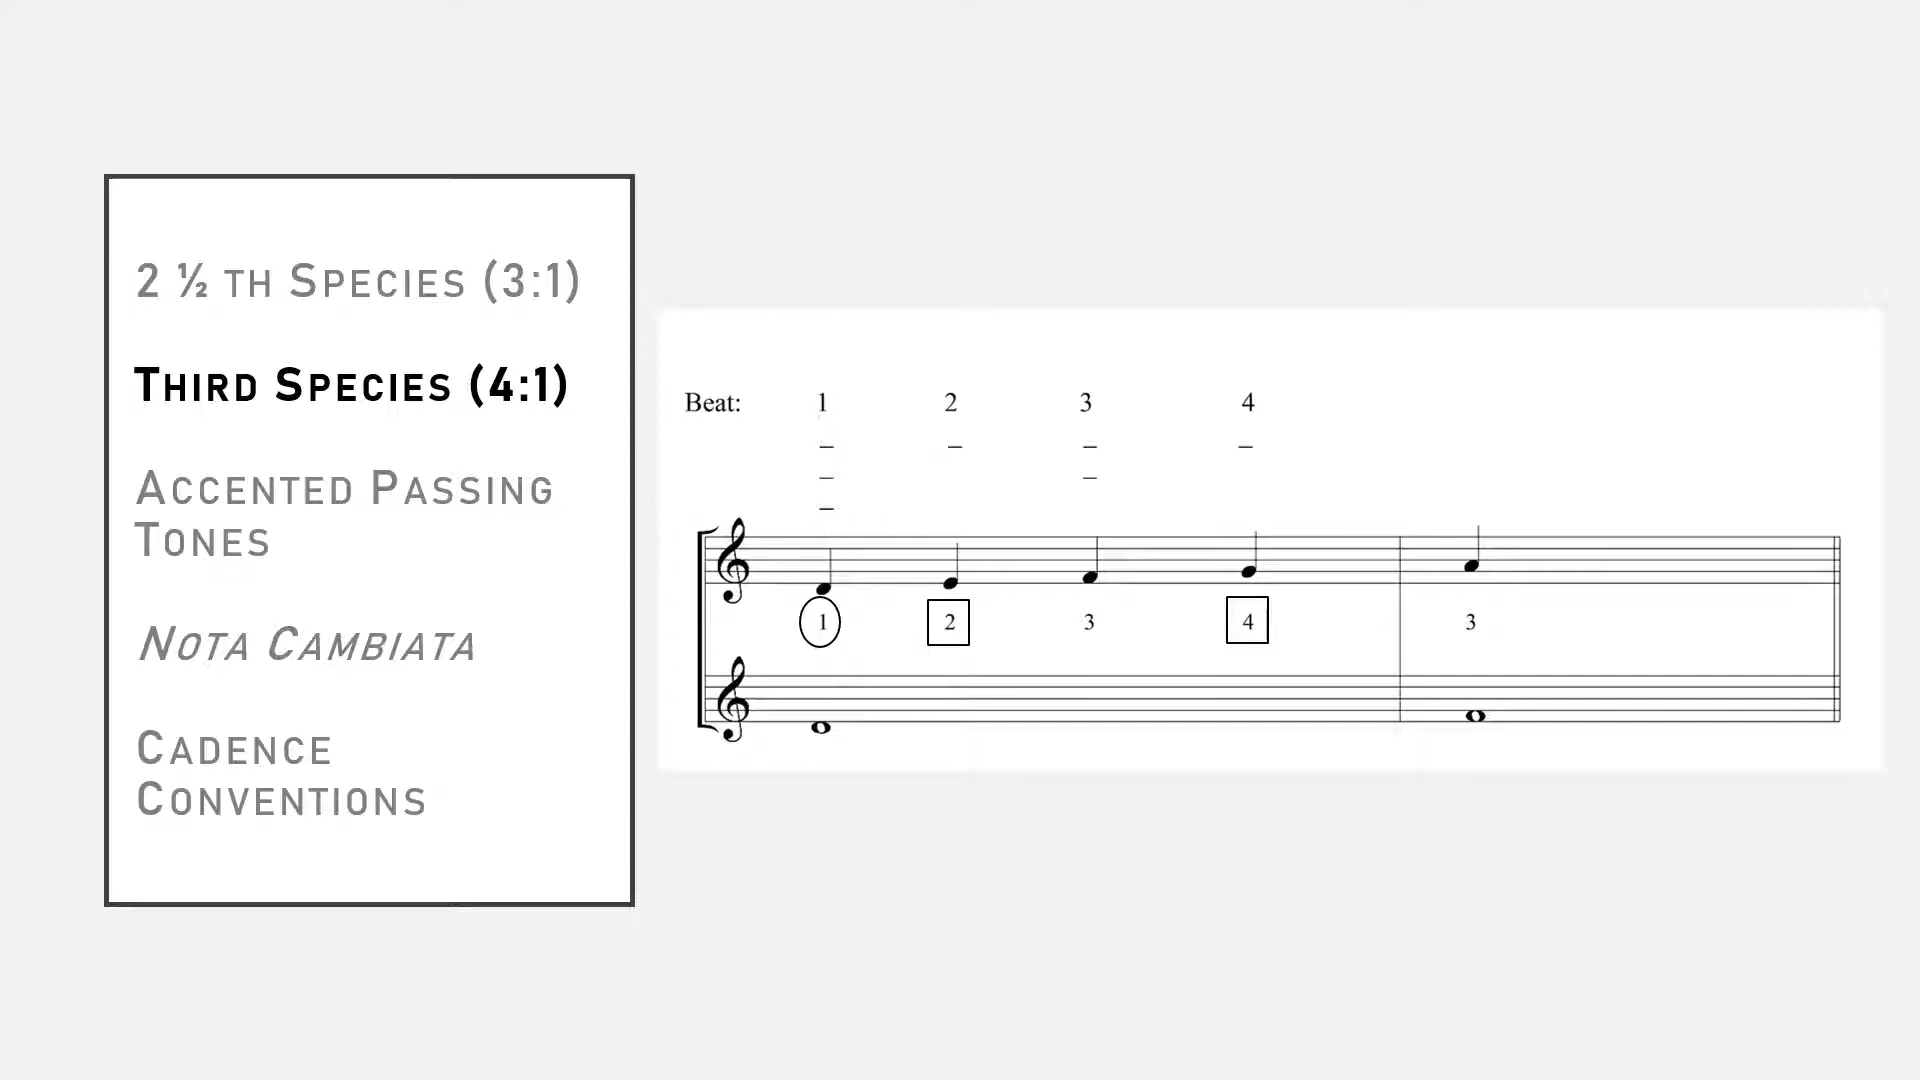 2 ½ TH SPECIES (3:1)
THIRD SPECIES (4:1)
ACCENTED PASSING
TONES
NOTA CAMBIATA
CADENCE
CONVENTIONS
Beat: 1 2 3 4
– – – –
– –
–
1 2 3 4 3